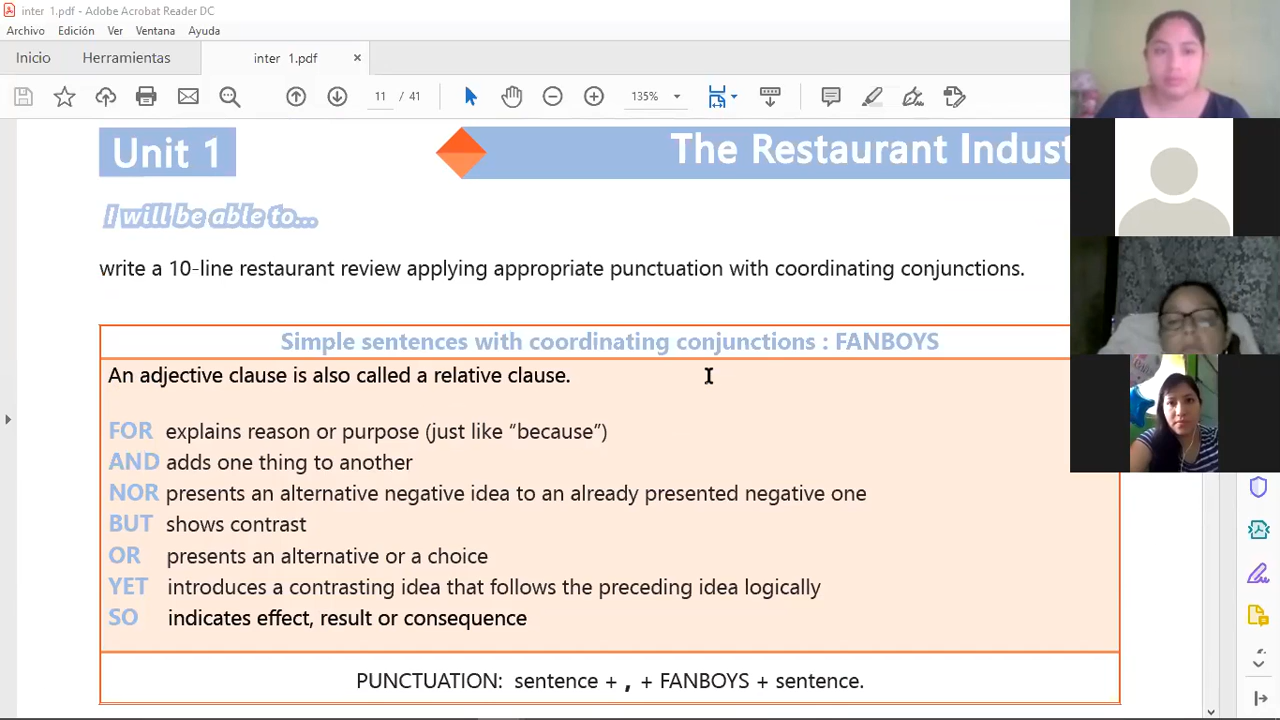 inter 1.pdf - Adobe Acrobat Reader DC
Archivo Edición Ver Ventana Ayuda
Inicio Herramientas inter 1.pdf ×
11 / 41 135%
Unit 1 The Restaurant Indust
I will be able to...
write a 10-line restaurant review applying appropriate punctuation with coordinating conjunctions.
Simple sentences with coordinating conjunctions : FANBOYS
An adjective clause is also called a relative clause.
FOR explains reason or purpose (just like “because”)
AND adds one thing to another
NOR presents an alternative negative idea to an already presented negative one
BUT shows contrast
OR presents an alternative or a choice
YET introduces a contrasting idea that follows the preceding idea logically
SO indicates effect, result or consequence
PUNCTUATION: sentence + , + FANBOYS + sentence.